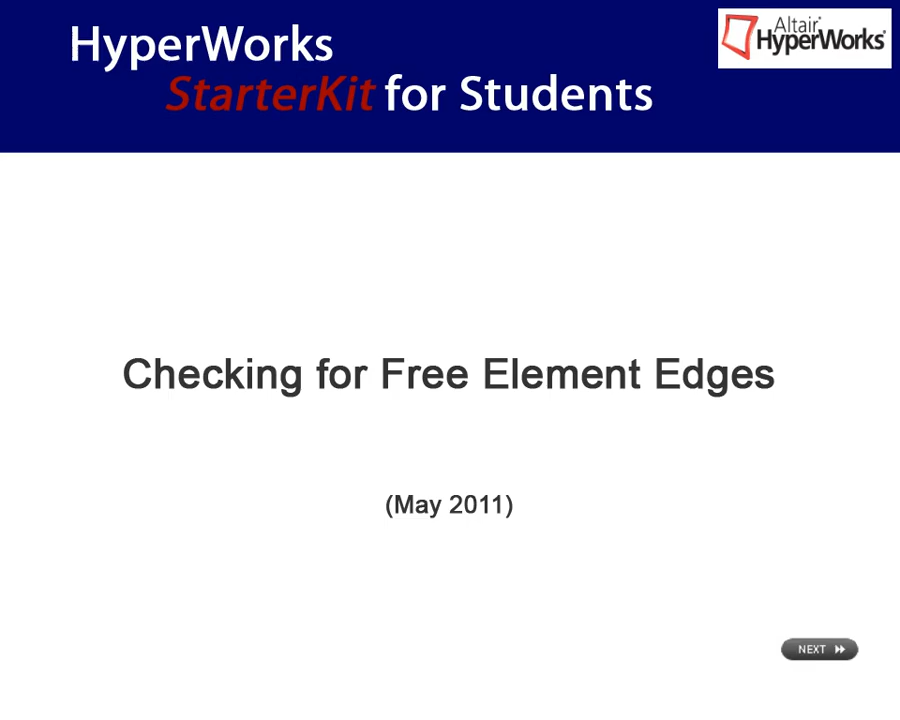 HyperWorks
StarterKit for Students
Altair®
HyperWorks®
Checking for Free Element Edges
(May 2011)
NEXT